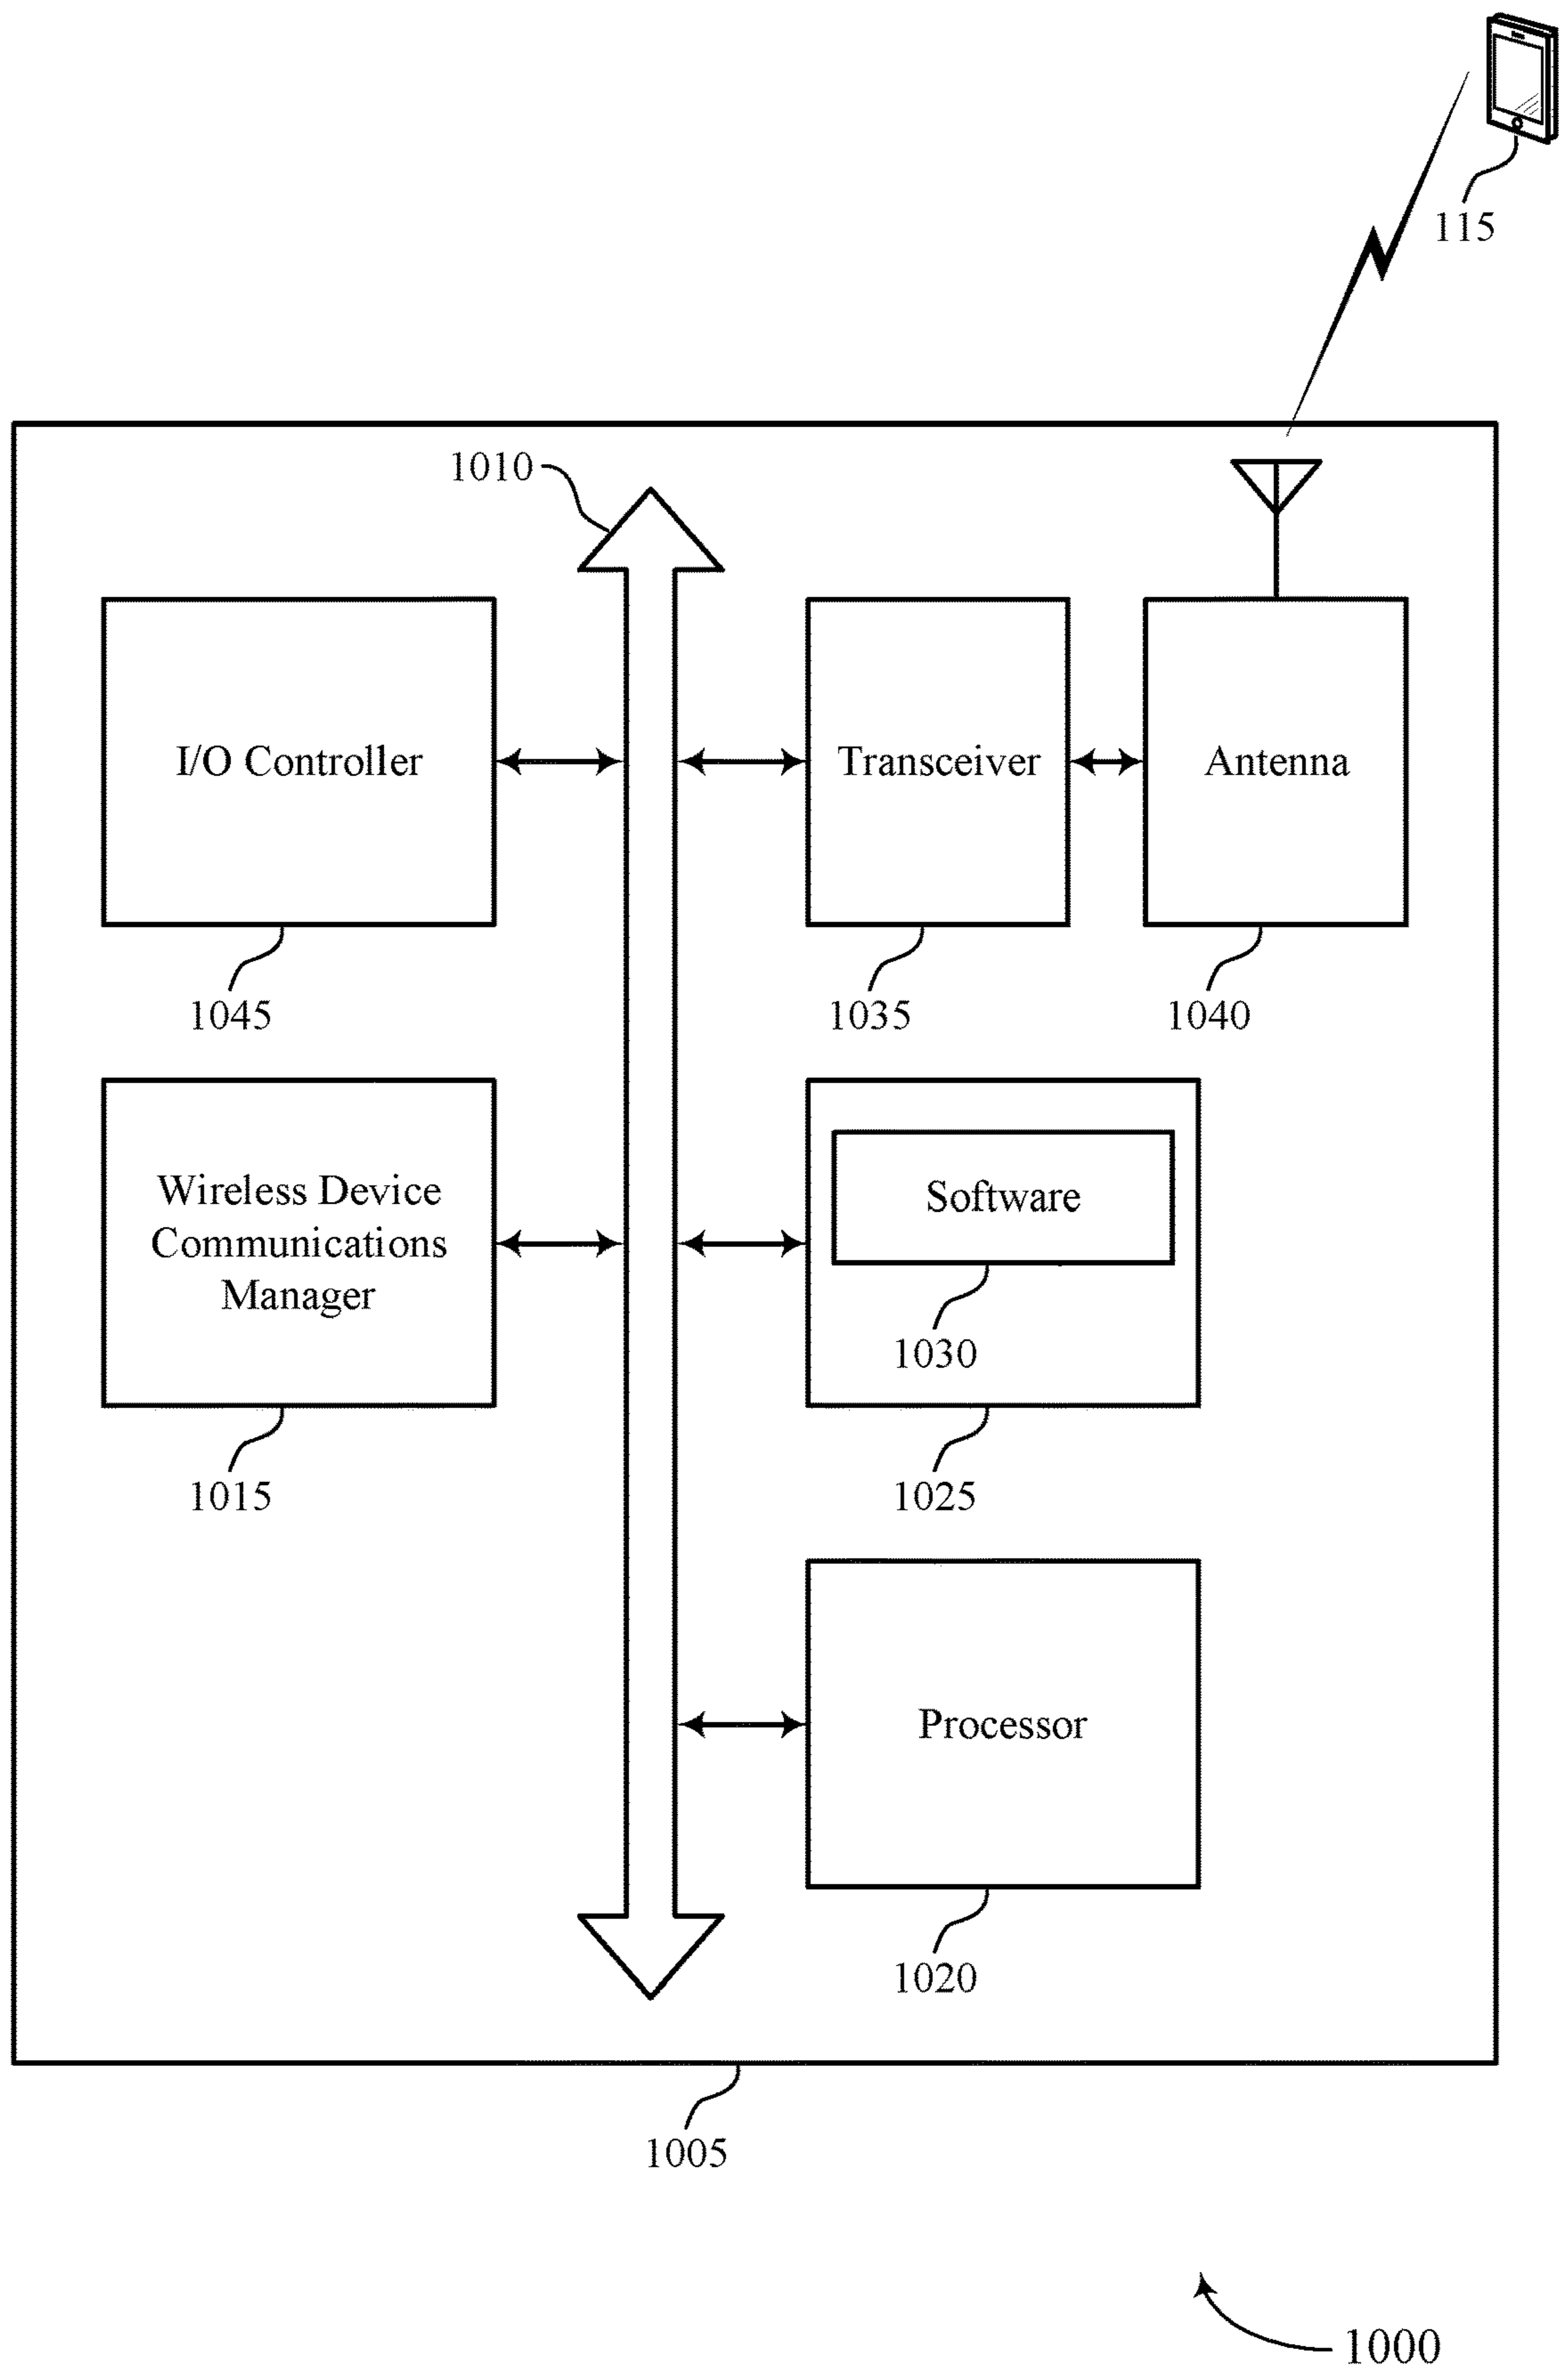 115
1010
I/O Controller
Transceiver
Antenna
1045
1035
1040
Wireless Device
Communications
Manager
Software
1030
1015
1025
Processor
1020
1005
1000